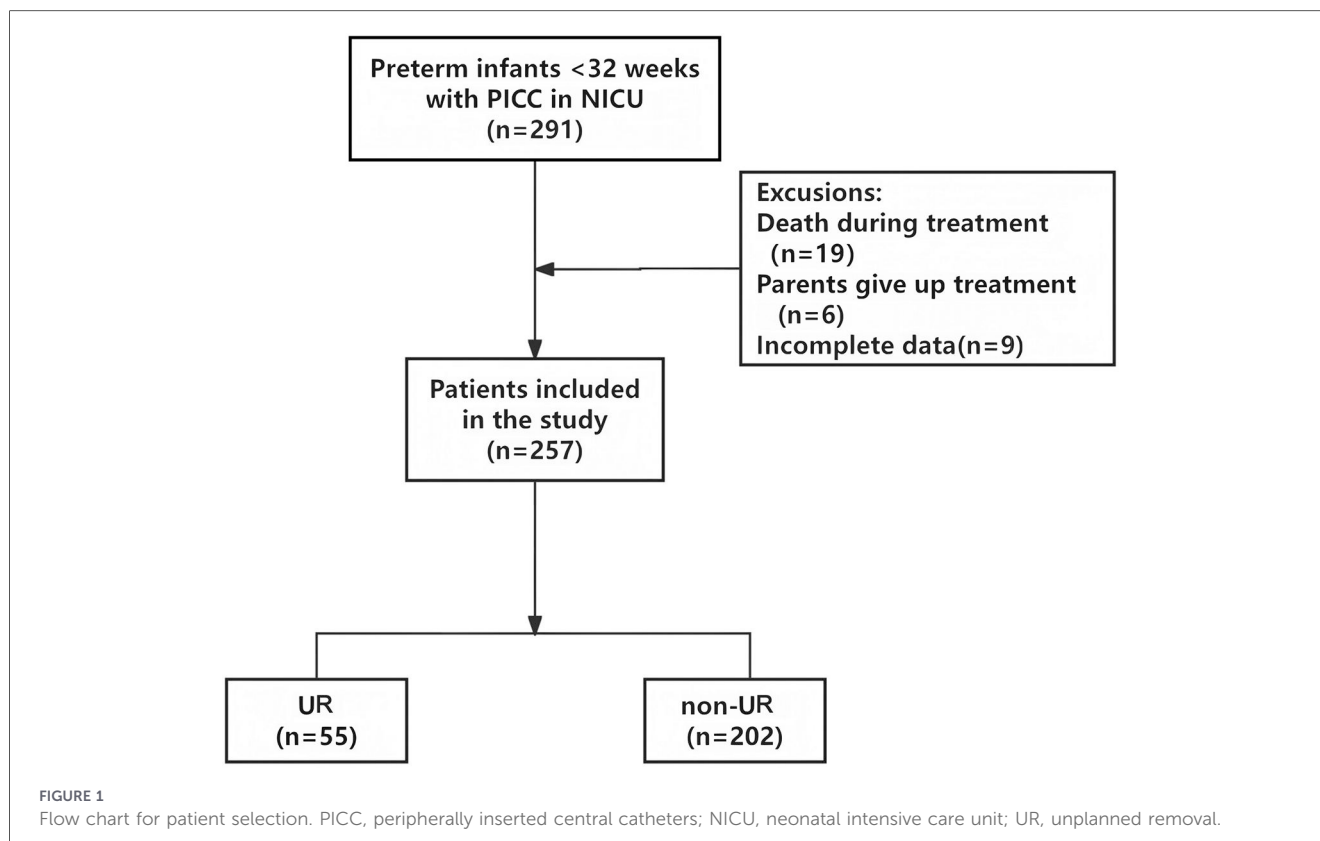 Preterm infants <32 weeks
with PICC in NICU
(n=291)
Excusions:
Death during treatment
(n=19)
Parents give up treatment
(n=6)
Incomplete data(n=9)
Patients included
in the study
(n=257)
UR
(n=55)
non-UR
(n=202)
FIGURE 1
Flow chart for patient selection. PICC, peripherally inserted central catheters; NICU, neonatal intensive care unit; UR, unplanned removal.